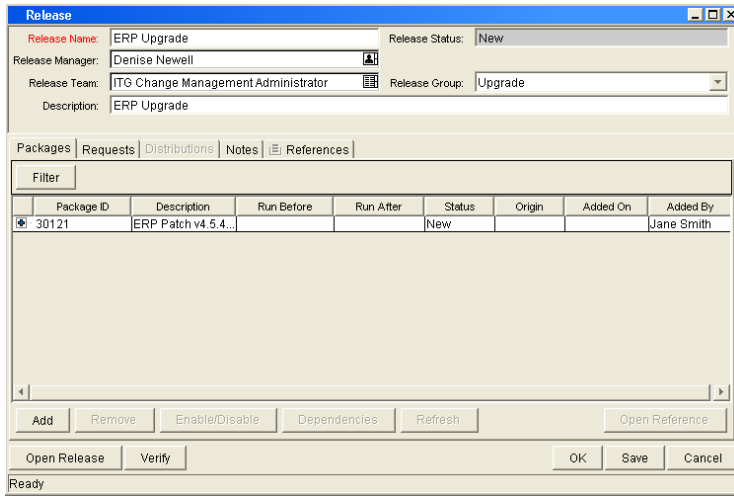 Release
Release Name: ERP Upgrade Release Status: New
Release Manager: Denise Newell
Release Team: ITG Change Management Administrator Release Group: Upgrade
Description: ERP Upgrade
Packages Requests Distributions Notes References
Filter
Package ID Description Run Before Run After Status Origin Added On Added By
30121 ERP Patch v4.5.4... New Jane Smith
Add Remove Enable/Disable Dependencies Refresh Open Reference
Open Release Verify OK Save Cancel
Ready